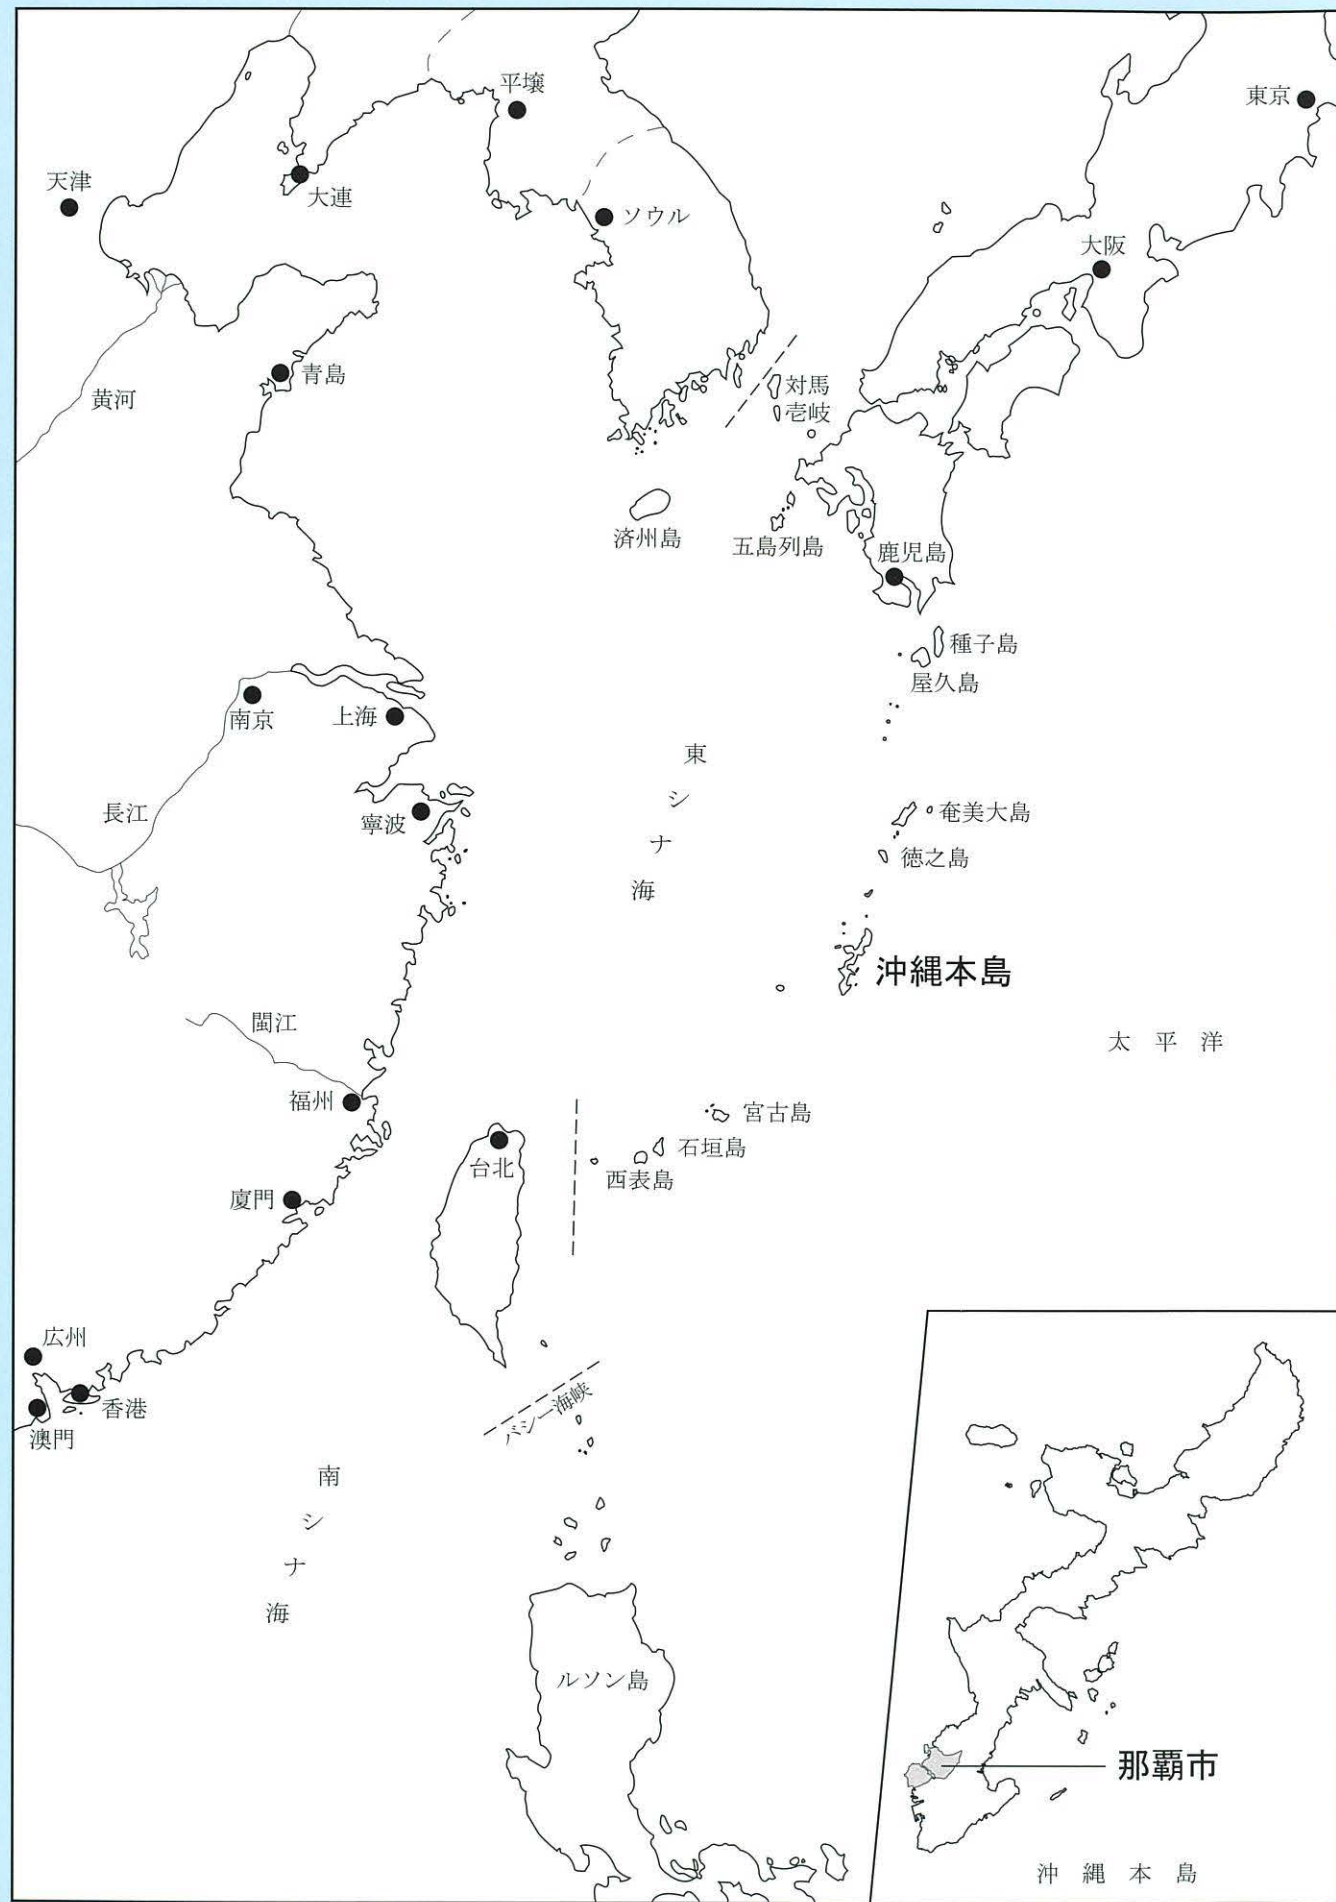 平壌
東京
天津
大連
ソウル
大阪
青島
黄河
対馬
壱岐
済州島
五島列島
鹿児島
種子島
屋久島
南京
上海
東シナ海
長江
寧波
奄美大島
徳之島
沖縄本島
閩江
太平洋
福州
宮古島
石垣島
台北
西表島
廈門
広州
香港
澳門
バシー海峡
南シナ海
ルソン島
那覇市
沖縄本島